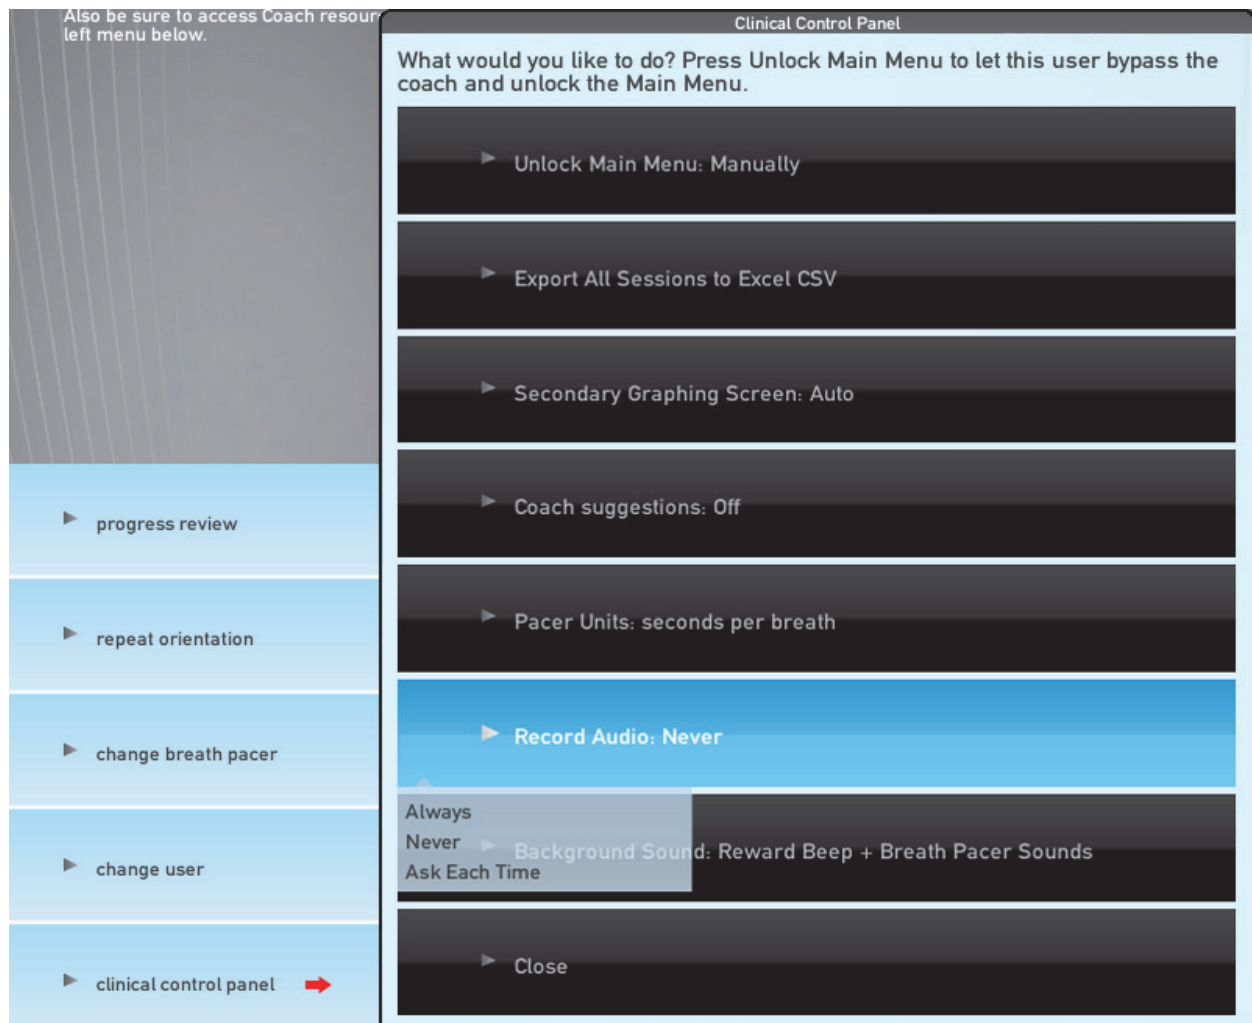 Also be sure to access Coach
left menu below.
Clinical Control Panel
What would you like to do? Press Unlock Main Menu to let this user bypass the
coach and unlock the Main Menu.
Unlock Main Menu: Manually
Export All Sessions to Excel CSV
Secondary Graphing Screen: Auto
Coach suggestions: Off
Pacer Units: seconds per breath
Record Audio: Never
Always
Never
Ask Each Time
Background Sound: Reward Beep + Breath Pacer Sounds
Close
progress review
repeat orientation
change breath pacer
change user
clinical control panel